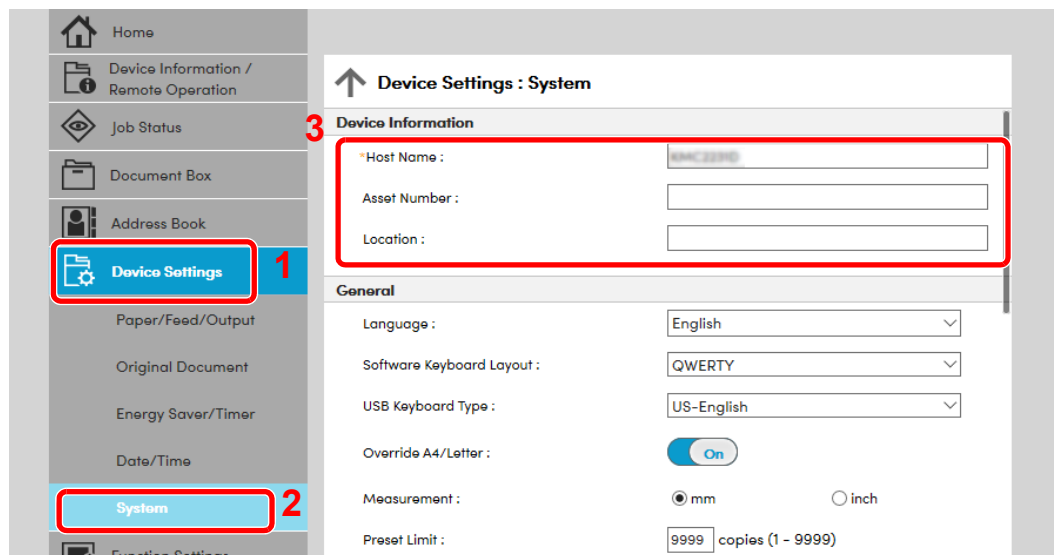 Home
Device Information /
Remote Operation
Job Status
Document Box
Address Book
Device Settings
1
Paper/Feed/Output
Original Document
Energy Saver/Timer
Date/Time
System
2
Device Settings : System
3
Device Information
*Host Name :
Asset Number :
Location :
General
Language : English
Software Keyboard Layout : QWERTY
USB Keyboard Type : US-English
Override A4/Letter : On
Measurement : mm inch
Preset Limit : 9999 copies (1 - 9999)